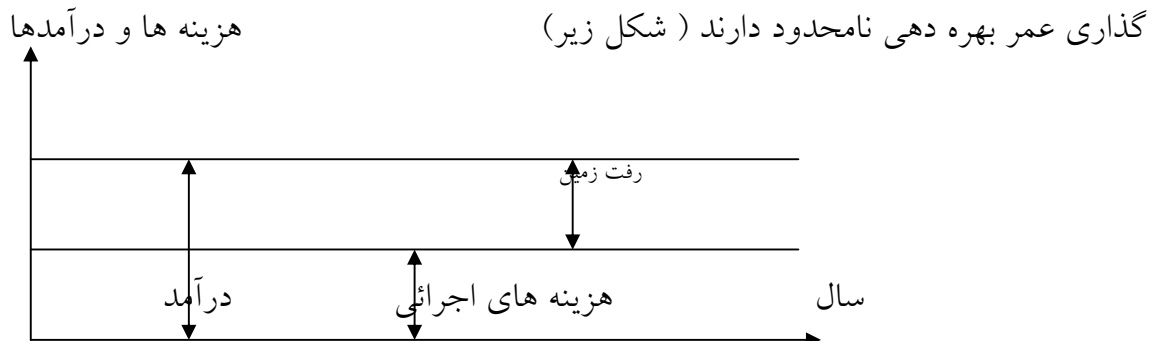 گذاری عمر بهره دهی نامحدود دارند ( شکل زیر)
هزینه ها و درآمدها
رفت زمین
درآمد
هزینه های اجرائی
سال